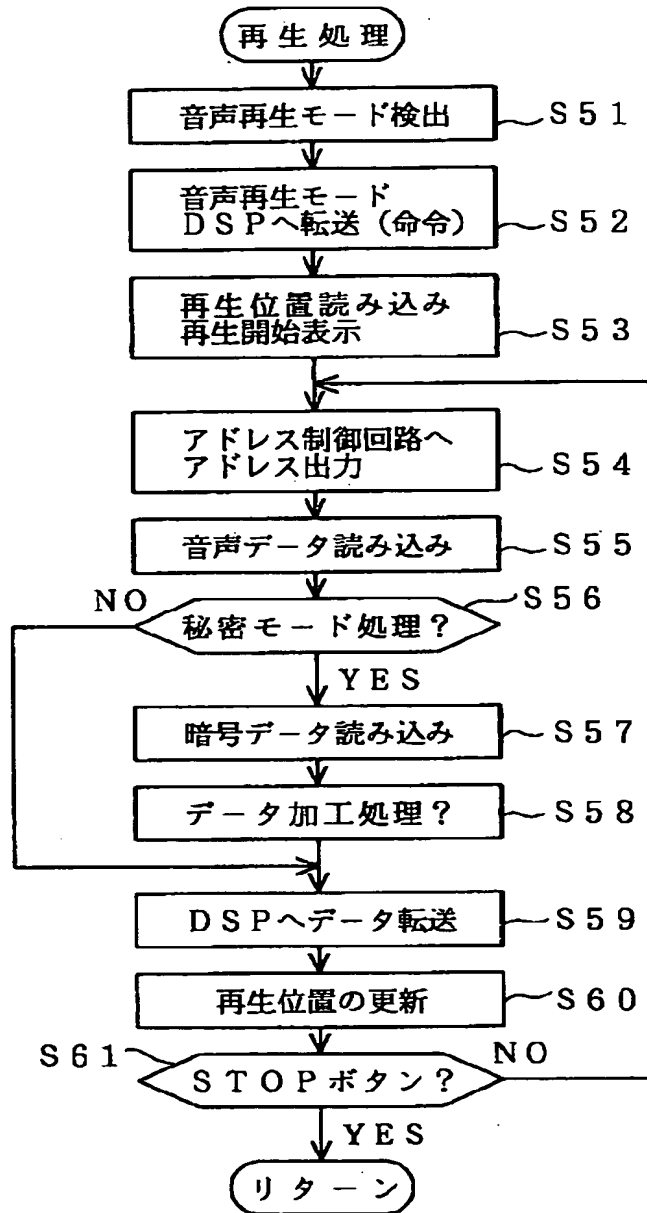 再生処理
音声再生モード検出
S51
音声再生モード
DSPへ転送（命令）
S52
再生位置読み込み
再生開始表示
S53
アドレス制御回路へ
アドレス出力
S54
音声データ読み込み
S55
秘密モード処理？
S56
NO
YES
暗号データ読み込み
S57
データ加工処理？
S58
DSPへデータ転送
S59
再生位置の更新
S60
S61
STOPボタン？
NO
YES
リターン